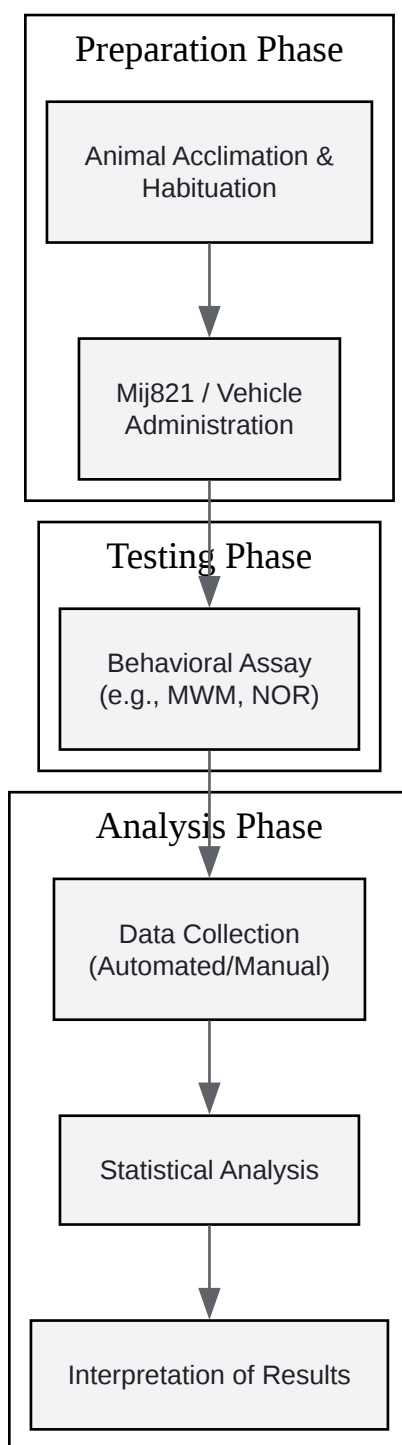 Preparation Phase
Animal Acclimation &
Habituation
Mij821 / Vehicle
Administration
Testing Phase
Behavioral Assay
(e.g., MWM, NOR)
Analysis Phase
Data Collection
(Automated/Manual)
Statistical Analysis
Interpretation of Results